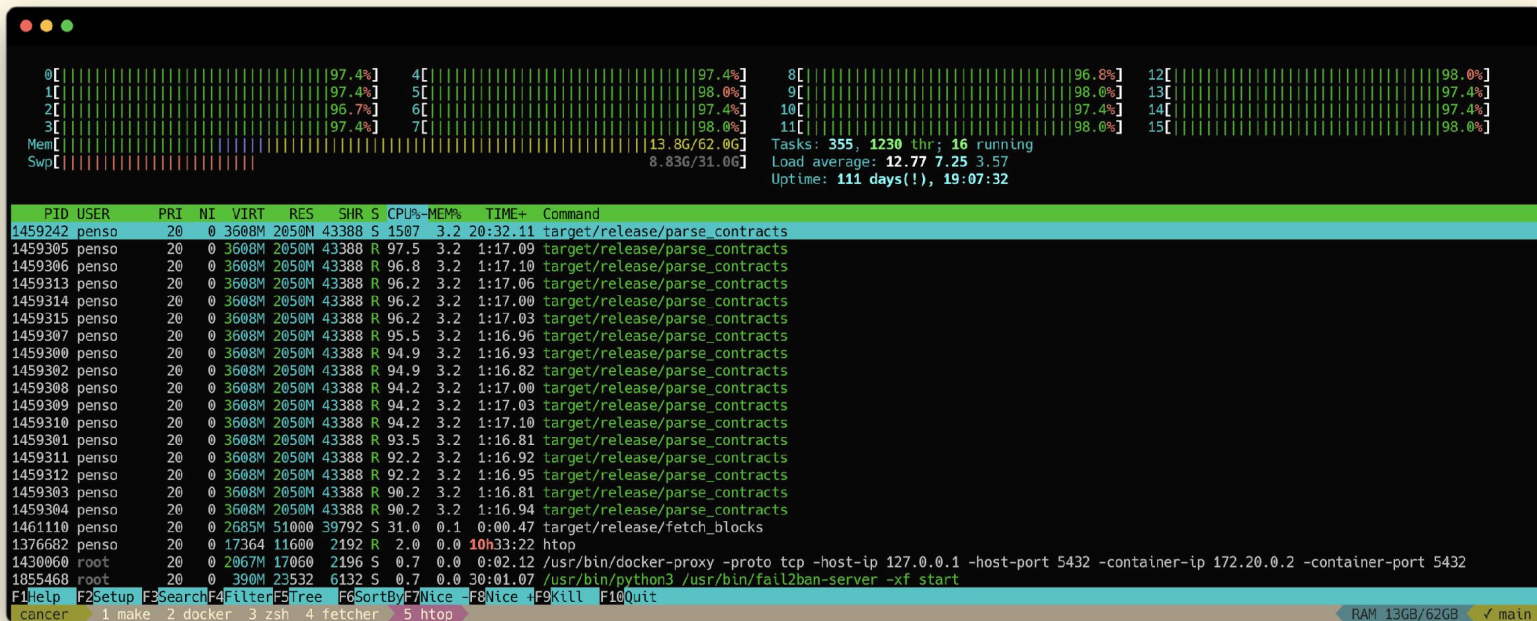 0[97.4%] 4[97.4%] 8[96.8%] 12[98.0%]
1[97.4%] 5[98.0%] 9[98.0%] 13[97.4%]
2[96.7%] 6[97.4%] 10[97.4%] 14[97.4%]
3[97.4%] 7[98.0%] 11[98.0%] 15[98.0%]
Mem[13.8G/62.0G] Tasks: 355, 1230 thr; 16 running
Swp[8.83G/31.0G] Load average: 12.77 7.25 3.57
Uptime: 111 days(!), 19:07:32
PID USER PRI NI VIRT RES SHR S CPU%-MEM% TIME+ Command
1459242 penso 20 0 3608M 2050M 43388 S 1507 3.2 20:32.11 target/release/parse_contracts
1459305 penso 20 0 3608M 2050M 43388 R 97.5 3.2 1:17.09 target/release/parse_contracts
1459306 penso 20 0 3608M 2050M 43388 R 96.8 3.2 1:17.10 target/release/parse_contracts
1459313 penso 20 0 3608M 2050M 43388 R 96.2 3.2 1:17.06 target/release/parse_contracts
1459314 penso 20 0 3608M 2050M 43388 R 96.2 3.2 1:17.00 target/release/parse_contracts
1459315 penso 20 0 3608M 2050M 43388 R 96.2 3.2 1:17.03 target/release/parse_contracts
1459307 penso 20 0 3608M 2050M 43388 R 95.5 3.2 1:16.96 target/release/parse_contracts
1459300 penso 20 0 3608M 2050M 43388 R 94.9 3.2 1:16.93 target/release/parse_contracts
1459302 penso 20 0 3608M 2050M 43388 R 94.9 3.2 1:16.82 target/release/parse_contracts
1459308 penso 20 0 3608M 2050M 43388 R 94.2 3.2 1:17.00 target/release/parse_contracts
1459309 penso 20 0 3608M 2050M 43388 R 94.2 3.2 1:17.03 target/release/parse_contracts
1459310 penso 20 0 3608M 2050M 43388 R 94.2 3.2 1:17.10 target/release/parse_contracts
1459301 penso 20 0 3608M 2050M 43388 R 93.5 3.2 1:16.81 target/release/parse_contracts
1459311 penso 20 0 3608M 2050M 43388 R 92.2 3.2 1:16.92 target/release/parse_contracts
1459312 penso 20 0 3608M 2050M 43388 R 92.2 3.2 1:16.95 target/release/parse_contracts
1459303 penso 20 0 3608M 2050M 43388 R 90.2 3.2 1:16.81 target/release/parse_contracts
1459304 penso 20 0 3608M 2050M 43388 R 90.2 3.2 1:16.94 target/release/parse_contracts
1461110 penso 20 0 2685M 51000 39792 S 31.0 0.1 0:00.47 target/release/fetch_blocks
1376682 penso 20 0 17364 11600 2192 R 2.0 0.0 10h33:22 htop
1430060 root 20 0 2067M 17060 2196 S 0.7 0.0 0:02.12 /usr/bin/docker-proxy -proto tcp -host-ip 127.0.0.1 -host-port 5432 -container-ip 172.20.0.2 -container-port 5432
1855468 root 20 0 390M 23532 6132 S 0.7 0.0 30:01.07 /usr/bin/python3 /usr/bin/fail2ban-server -xf start
F1Help F2Setup F3SearchF4FilterF5Tree F6SortByF7Nice -F8Nice +F9Kill F10Quit
cancer 1 make 2 docker 3 zsh 4 fetcher 5 htop RAM 13GB/62GB ✓ main